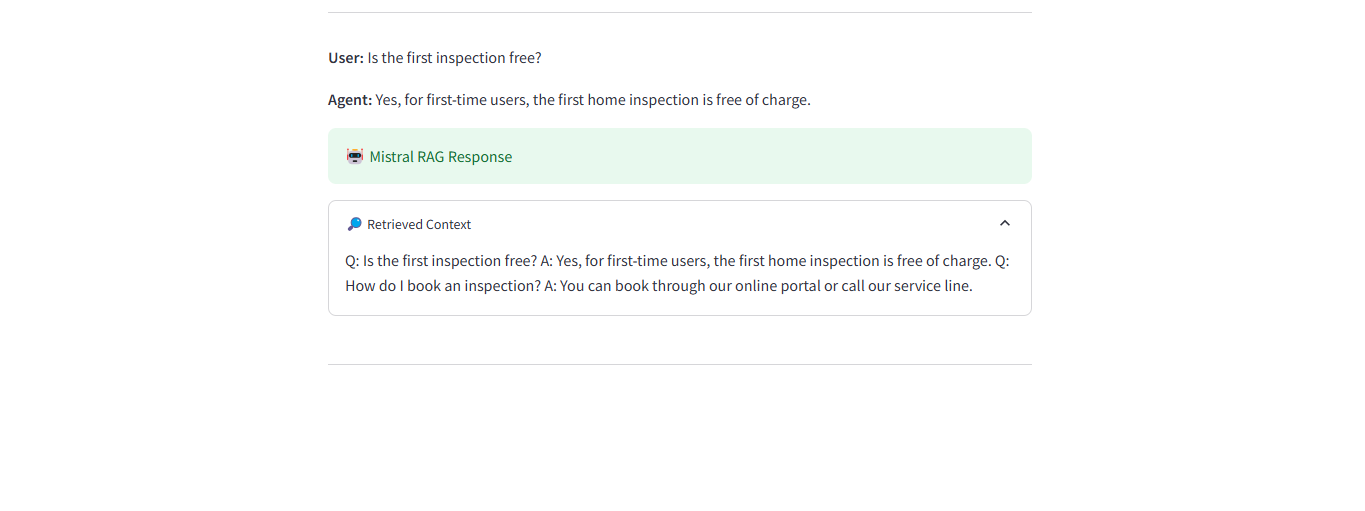 User: Is the first inspection free?
Agent: Yes, for first-time users, the first home inspection is free of charge.
Mistral RAG Response
Retrieved Context
Q: Is the first inspection free? A: Yes, for first-time users, the first home inspection is free of charge. Q:
How do I book an inspection? A: You can book through our online portal or call our service line.